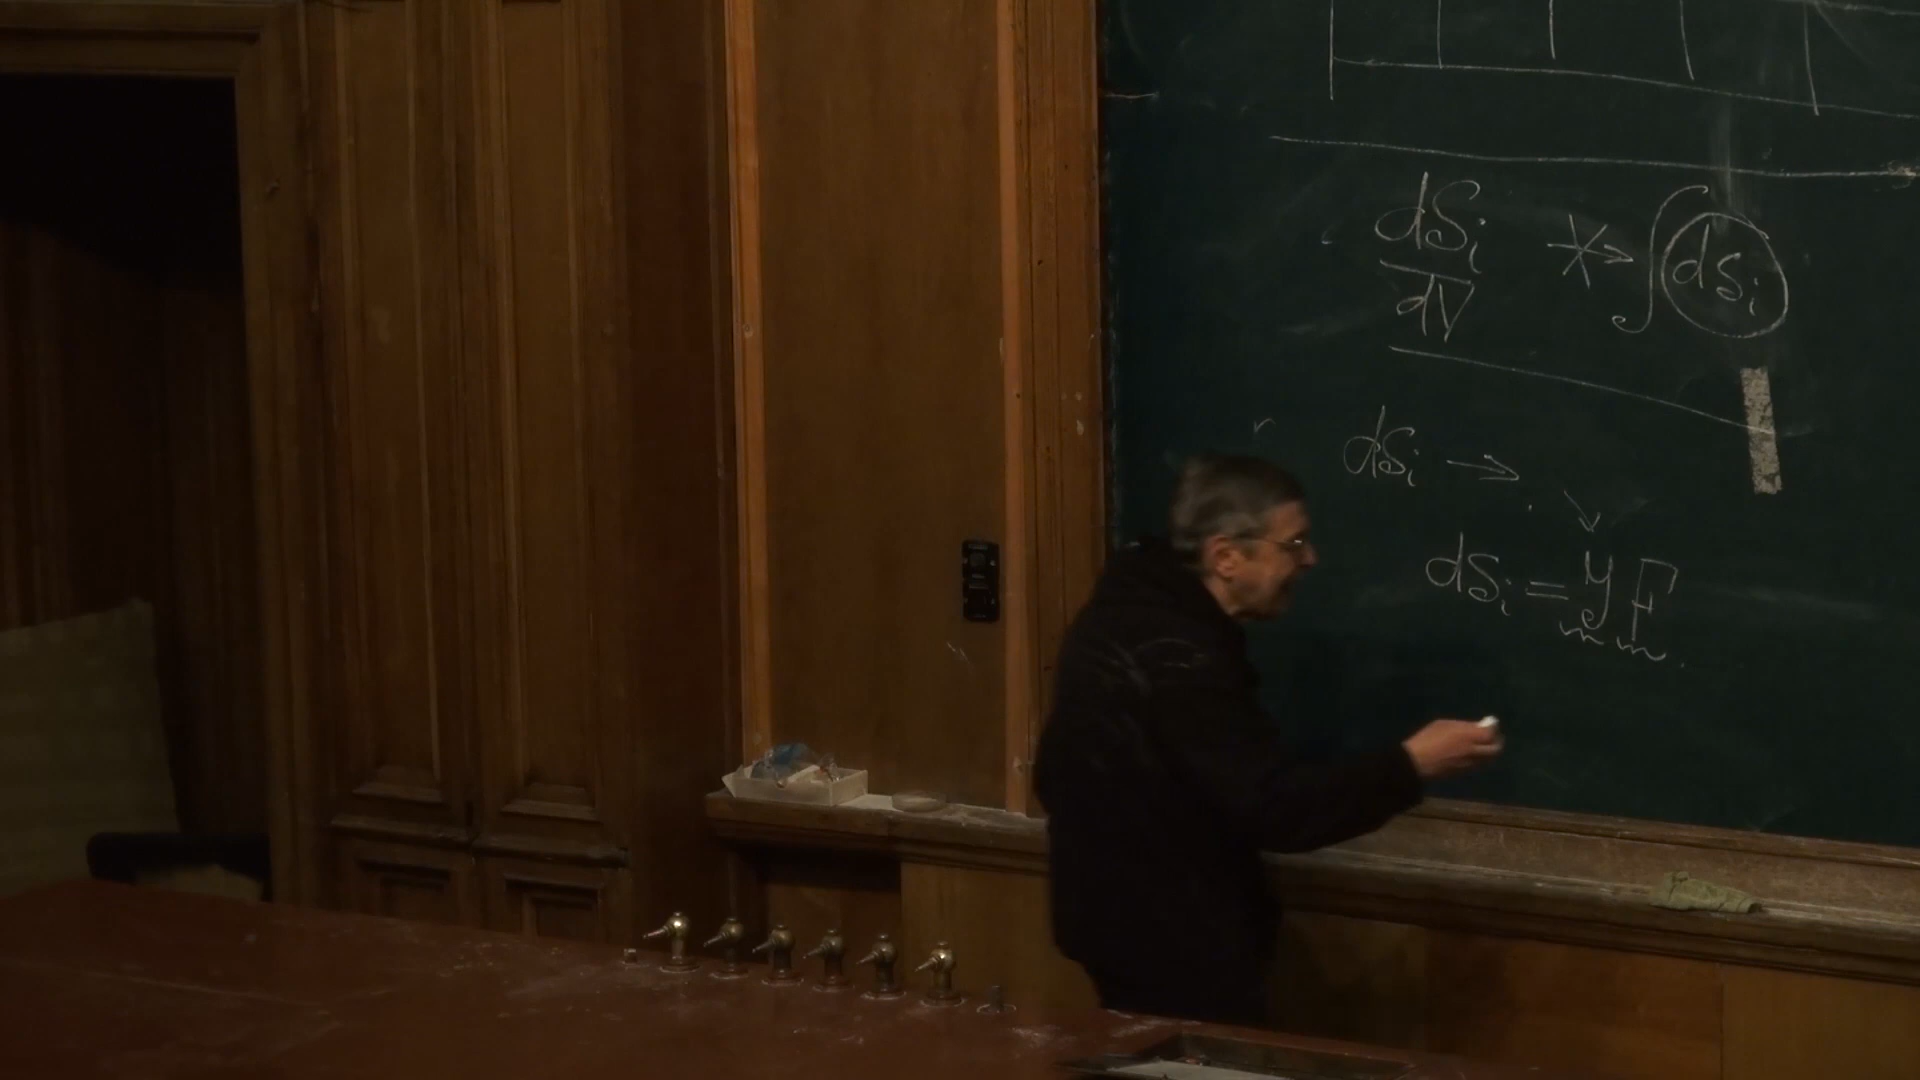 dS_i/dV ⁎→ ∫dS_i
dS_i →
dS_i = y F